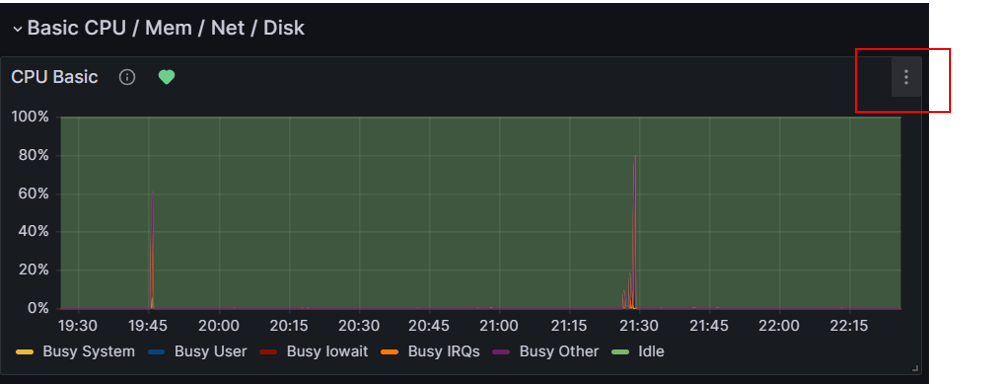 Basic CPU / Mem / Net / Disk
CPU Basic
100%
80%
60%
40%
20%
0%
19:30 19:45 20:00 20:15 20:30 20:45 21:00 21:15 21:30 21:45 22:00 22:15
Busy System Busy User Busy Iowait Busy IRQs Busy Other Idle